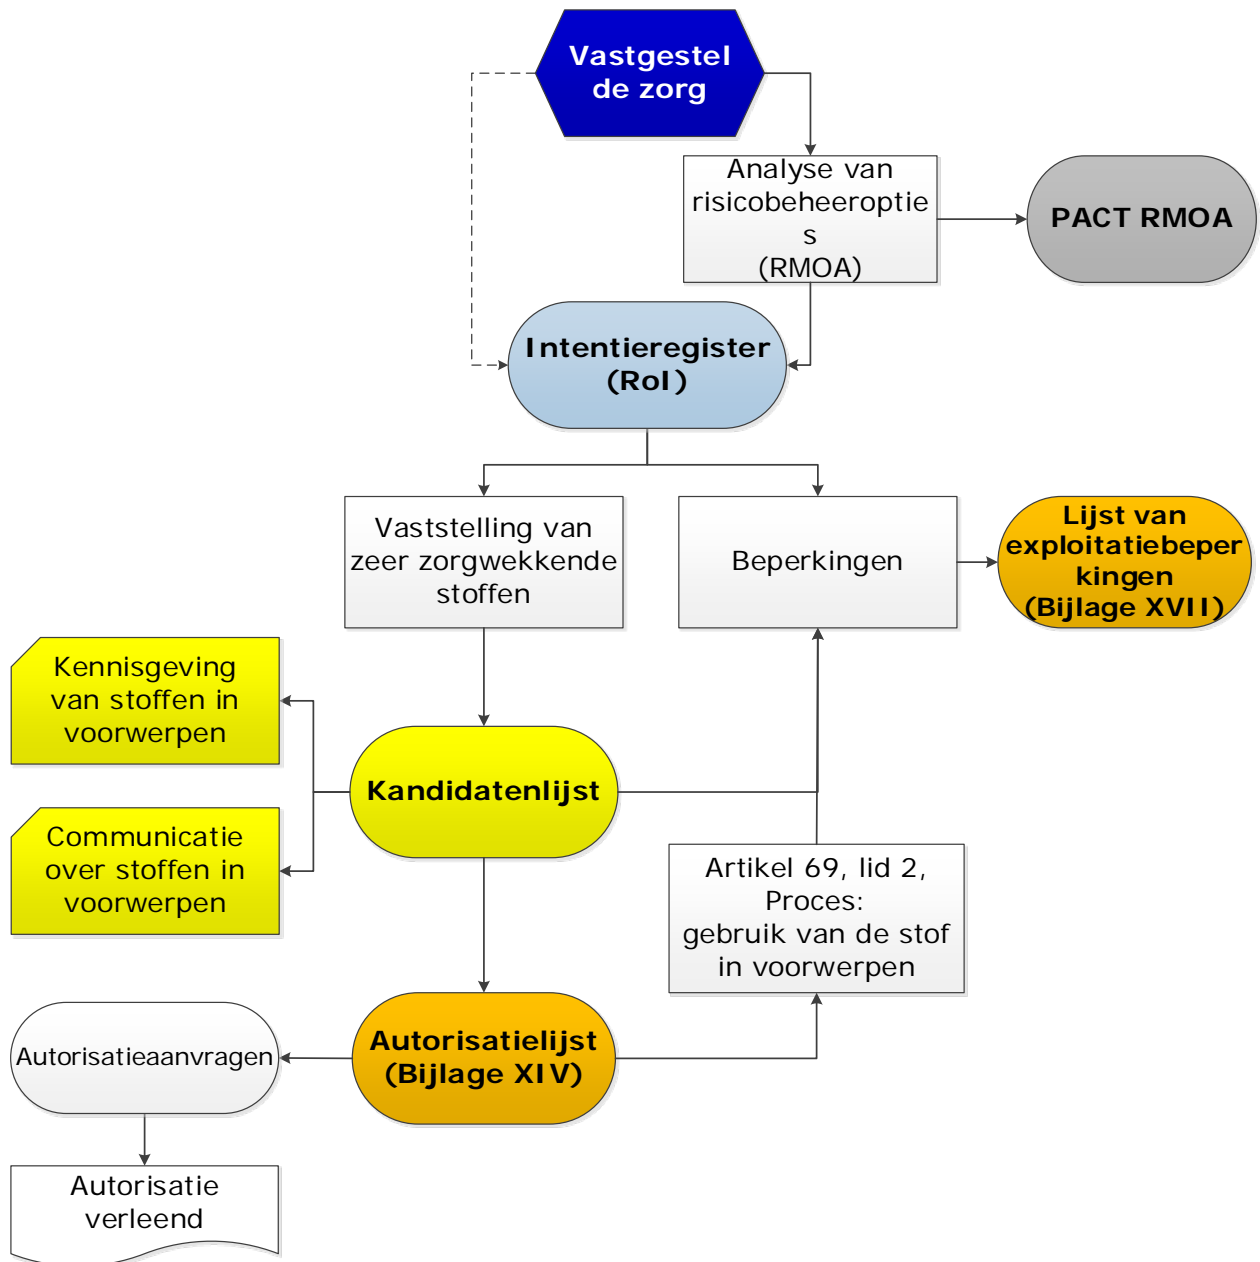 Vastgestel
de zorg
Analyse van
risicobeheeroptie
s
(RMOA)
PACT RMOA
Intentieregister
(RoI)
Vaststelling van
zeer zorgwekkende
stoffen
Beperkingen
Lijst van
exploitatiebeper
kingen
(Bijlage XVII)
Kennisgeving
van stoffen in
voorwerpen
Kandidatenlijst
Communicatie
over stoffen in
voorwerpen
Artikel 69, lid 2,
Proces:
gebruik van de stof
in voorwerpen
Autorisatieaanvragen
Autorisatielijst
(Bijlage XIV)
Autorisatie
verleend